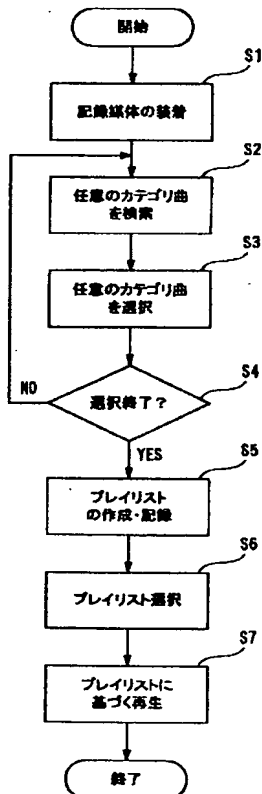 開始
S1
記録媒体の装着
S2
任意のカテゴリ曲
を検索
S3
任意のカテゴリ曲
を選択
S4
選択終了?
NO
YES
S5
プレイリスト
の作成・記録
S6
プレイリスト選択
S7
プレイリストに
基づく再生
終了